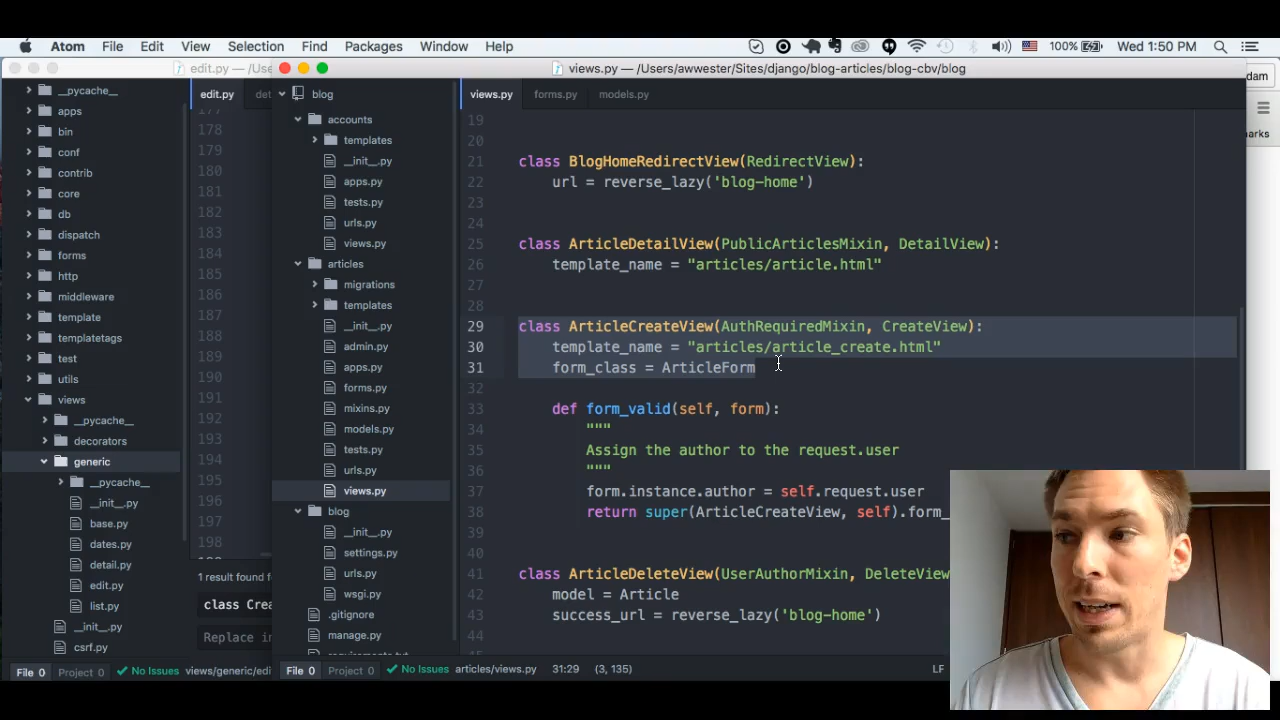 Atom File Edit View Selection Find Packages Window Help 100% Wed 1:50 PM
edit.py — /Use
views.py — /Users/awwester/Sites/django/blog-articles/blog-cbv/blog
dam
arks
__pycache__
apps
bin
conf
contrib
core
db
dispatch
forms
http
middleware
template
templatetags
test
utils
views
__pycache__
decorators
generic
__pycache__
__init__.py
base.py
dates.py
detail.py
edit.py
list.py
__init__.py
csrf.py
File 0 Project 0 No Issues views/generic/edi
edit.py de
178
179
180
181
182
183
184
185
186
187
188
189
190
191
192
193
194
195
196
197
198
1 result found f
class Crea
Replace in
blog
accounts
templates
__init__.py
apps.py
tests.py
urls.py
views.py
articles
migrations
templates
__init__.py
admin.py
apps.py
forms.py
mixins.py
models.py
tests.py
urls.py
views.py
blog
__init__.py
settings.py
urls.py
wsgi.py
.gitignore
manage.py
requirements.txt
views.py forms.py models.py
19
20
21 class BlogHomeRedirectView(RedirectView):
22 url = reverse_lazy('blog-home')
23
24
25 class ArticleDetailView(PublicArticlesMixin, DetailView):
26 template_name = "articles/article.html"
27
28
29 class ArticleCreateView(AuthRequiredMixin, CreateView):
30 template_name = "articles/article_create.html"
31 form_class = ArticleForm
32
33 def form_valid(self, form):
34 """
35 Assign the author to the request.user
36 """
37 form.instance.author = self.request.user
38 return super(ArticleCreateView, self).form_
39
40
41 class ArticleDeleteView(UserAuthorMixin, DeleteView
42 model = Article
43 success_url = reverse_lazy('blog-home')
44
File 0 Project 0 No Issues articles/views.py 31:29 (3, 135) LF